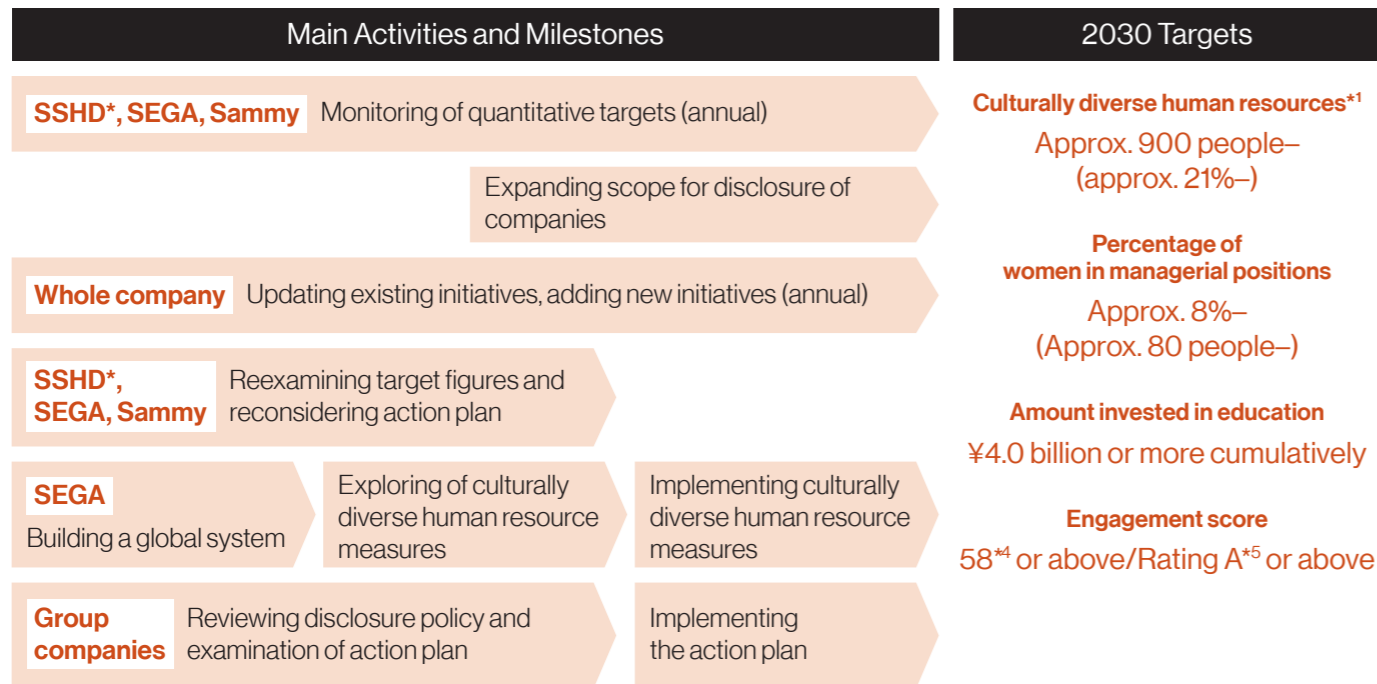 Main Activities and Milestones
SSHD*, SEGA, Sammy Monitoring of quantitative targets (annual)
Expanding scope for disclosure of
companies
Whole company Updating existing initiatives, adding new initiatives (annual)
SSHD*,
SEGA, Sammy
Reexamining target figures and
reconsidering action plan
SEGA
Building a global system
Exploring of culturally
diverse human resource
measures
Implementing culturally
diverse human resource
measures
Group
companies
Reviewing disclosure policy and
examination of action plan
Implementing
the action plan
2030 Targets
Culturally diverse human resources*1
Approx. 900 people–
(approx. 21%–)
Percentage of
women in managerial positions
Approx. 8%–
(Approx. 80 people–)
Amount invested in education
¥4.0 billion or more cumulatively
Engagement score
58*4 or above/Rating A*5 or above